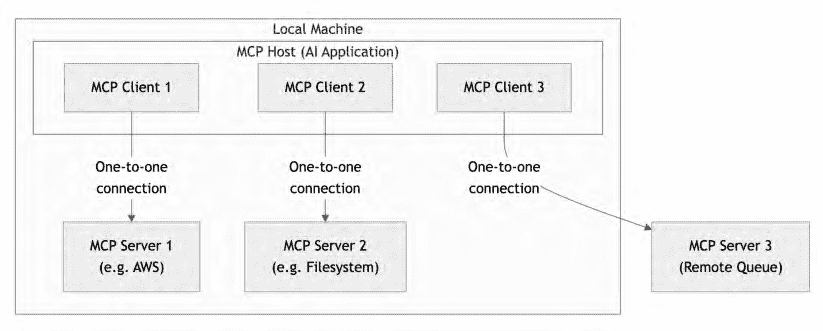 Local Machine
MCP Host (AI Application)
MCP Client 1
MCP Client 2
MCP Client 3
One-to-one
connection
One-to-one
connection
One-to-one
connection
MCP Server 1
(e.g. AWS)
MCP Server 2
(e.g. Filesystem)
MCP Server 3
(Remote Queue)